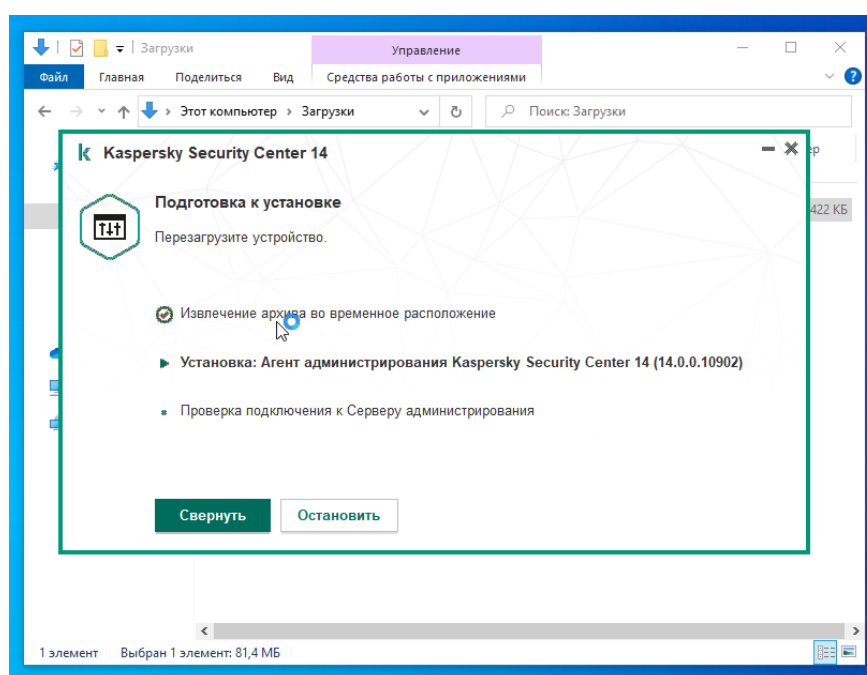 Загрузки
Управление
Файл
Главная
Поделиться
Вид
Средства работы с приложениями
Этот компьютер › Загрузки
Поиск: Загрузки
Kaspersky Security Center 14
Подготовка к установке
422 КБ
Перезагрузите устройство.
Извлечение архива во временное расположение
Установка: Агент администрирования Kaspersky Security Center 14 (14.0.0.10902)
Проверка подключения к Серверу администрирования
Свернуть
Остановить
1 элемент
Выбран 1 элемент: 81,4 МБ